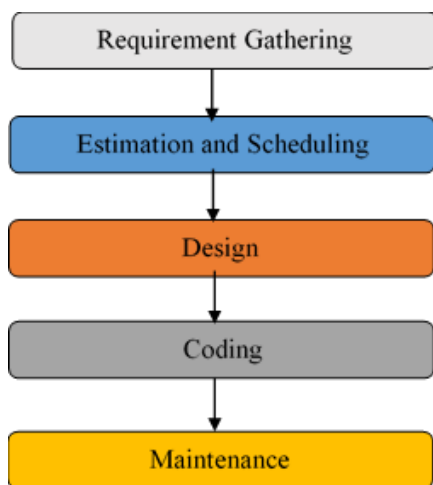 Requirement Gathering
Estimation and Scheduling
Design
Coding
Maintenance